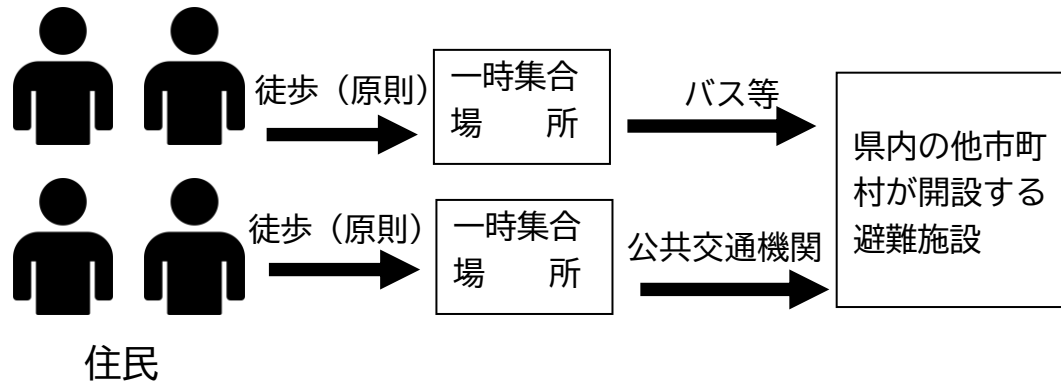 徒歩（原則）
一時集合
場　　所
バス等
徒歩（原則）
一時集合
場　　所
公共交通機関
県内の他市町
村が開設する
避難施設
住民